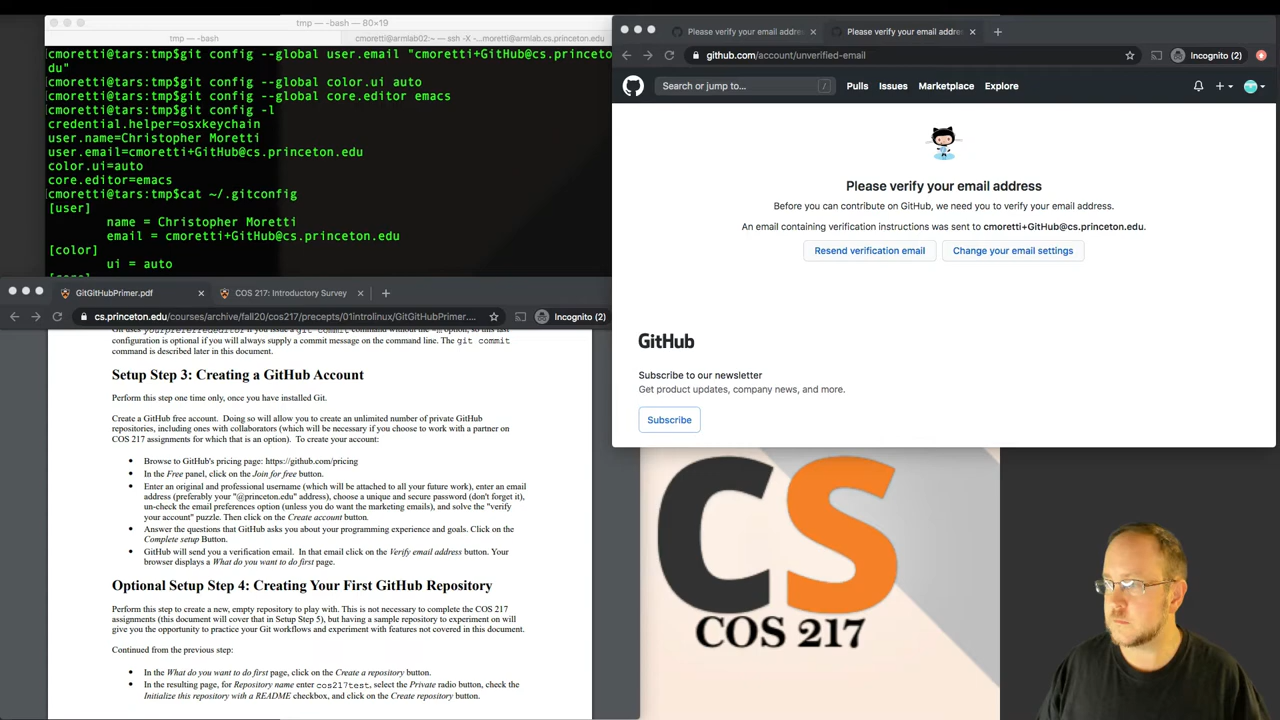 tmp — -bash — 80×19
tmp — -bash
cmoretti@armlab02:~ — ssh -X -...moretti@armlab.cs.princeton.edu
cmoretti@tars:tmp$git config --global user.email "cmoretti+GitHub@cs.princeto
du"
cmoretti@tars:tmp$git config --global color.ui auto
cmoretti@tars:tmp$git config --global core.editor emacs
cmoretti@tars:tmp$git config -l
credential.helper=osxkeychain
user.name=Christopher Moretti
user.email=cmoretti+GitHub@cs.princeton.edu
color.ui=auto
core.editor=emacs
cmoretti@tars:tmp$cat ~/.gitconfig
[user]
name = Christopher Moretti
email = cmoretti+GitHub@cs.princeton.edu
[color]
ui = auto
Please verify your email addre
Please verify your email addre
github.com/account/unverified-email
Incognito (2)
Search or jump to...
/
Pulls
Issues
Marketplace
Explore
Please verify your email address
Before you can contribute on GitHub, we need you to verify your email address.
An email containing verification instructions was sent to cmoretti+GitHub@cs.princeton.edu.
Resend verification email
Change your email settings
GitHub
Subscribe to our newsletter
Get product updates, company news, and more.
Subscribe
GitGitHubPrimer.pdf
COS 217: Introductory Survey
cs.princeton.edu/courses/archive/fall20/cos217/precepts/01introlinux/GitGitHubPrimer....
Incognito (2)
configuration is optional if you will always supply a commit message on the command line. The git commit
command is described later in this document.
Setup Step 3: Creating a GitHub Account
Perform this step one time only, once you have installed Git.
Create a GitHub free account. Doing so will allow you to create an unlimited number of private GitHub
repositories, including ones with collaborators (which will be necessary if you choose to work with a partner on
COS 217 assignments for which that is an option). To create your account:
• Browse to GitHub's pricing page: https://github.com/pricing
• In the Free panel, click on the Join for free button.
• Enter an original and professional username (which will be attached to all your future work), enter an email
address (preferably your "@princeton.edu" address), choose a unique and secure password (don't forget it),
un-check the email preferences option (unless you do want the marketing emails), and solve the "verify
your account" puzzle. Then click on the Create account button.
• Answer the questions that GitHub asks you about your programming experience and goals. Click on the
Complete setup Button.
• GitHub will send you a verification email. In that email click on the Verify email address button. Your
browser displays a What do you want to do first page.
Optional Setup Step 4: Creating Your First GitHub Repository
Perform this step to create a new, empty repository to play with. This is not necessary to complete the COS 217
assignments (this document will cover that in Setup Step 5), but having a sample repository to experiment on will
give you the opportunity to practice your Git workflows and experiment with features not covered in this document.
Continued from the previous step:
• In the What do you want to do first page, click on the Create a repository button.
• In the resulting page, for Repository name enter cos217test, select the Private radio button, check the
Initialize this repository with a README checkbox, and click on the Create repository button.
CS
COS 217